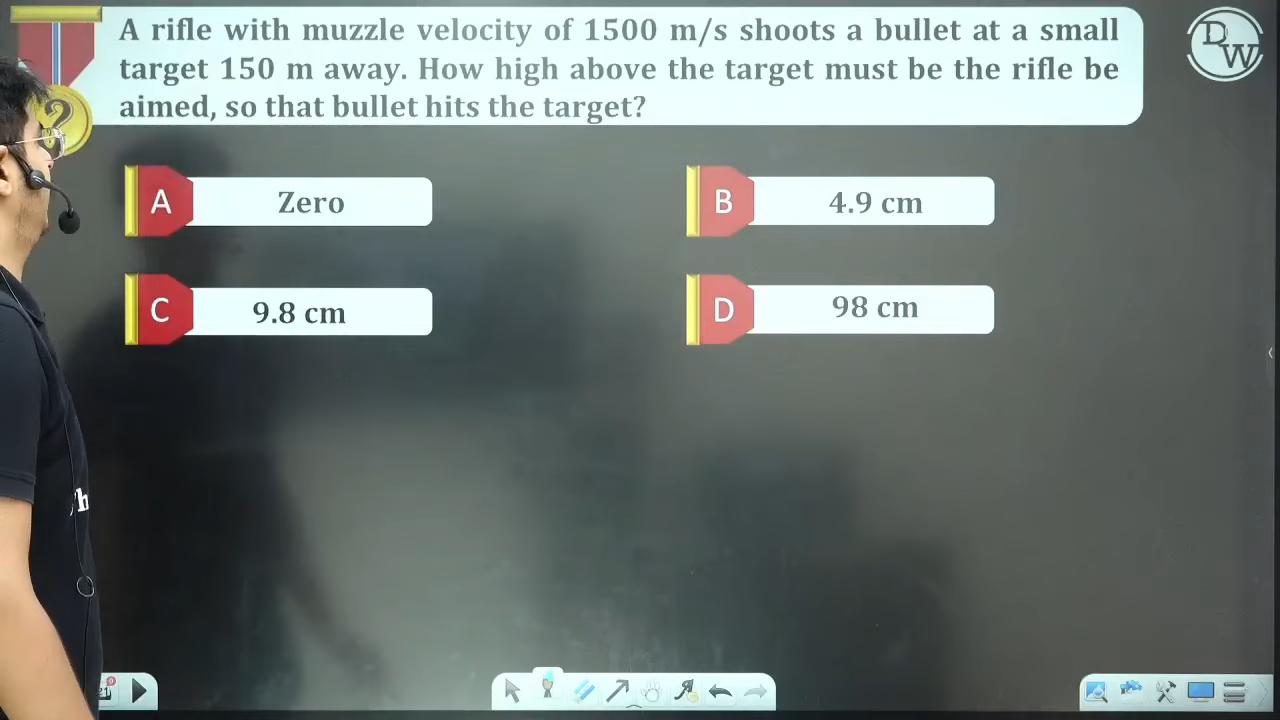 A rifle with muzzle velocity of 1500 m/s shoots a bullet at a small
target 150 m away. How high above the target must be the rifle be
aimed, so that bullet hits the target?
DW
?
A Zero
B 4.9 cm
C 9.8 cm
D 98 cm